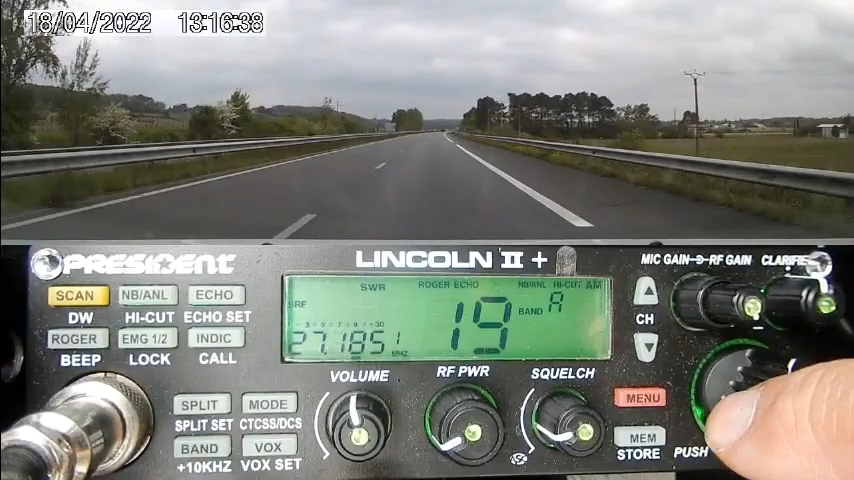 18/04/2022 13:16:38
PRESIDENT
LINCOLN II +
MIC GAIN RF GAIN CLARIFIER
SCAN NB/ANL ECHO
DW HI-CUT ECHO SET
ROGER EMG 1/2 INDIC
BEEP LOCK CALL
SWR ROGER ECHO NB/ANL HI-CUT AM
SRF
19 BAND A
27.185 MHZ
CH
VOLUME RF PWR SQUELCH
SPLIT MODE
SPLIT SET CTCSS/DCS
BAND VOX
+10KHZ VOX SET
MENU
MEM
STORE PUSH